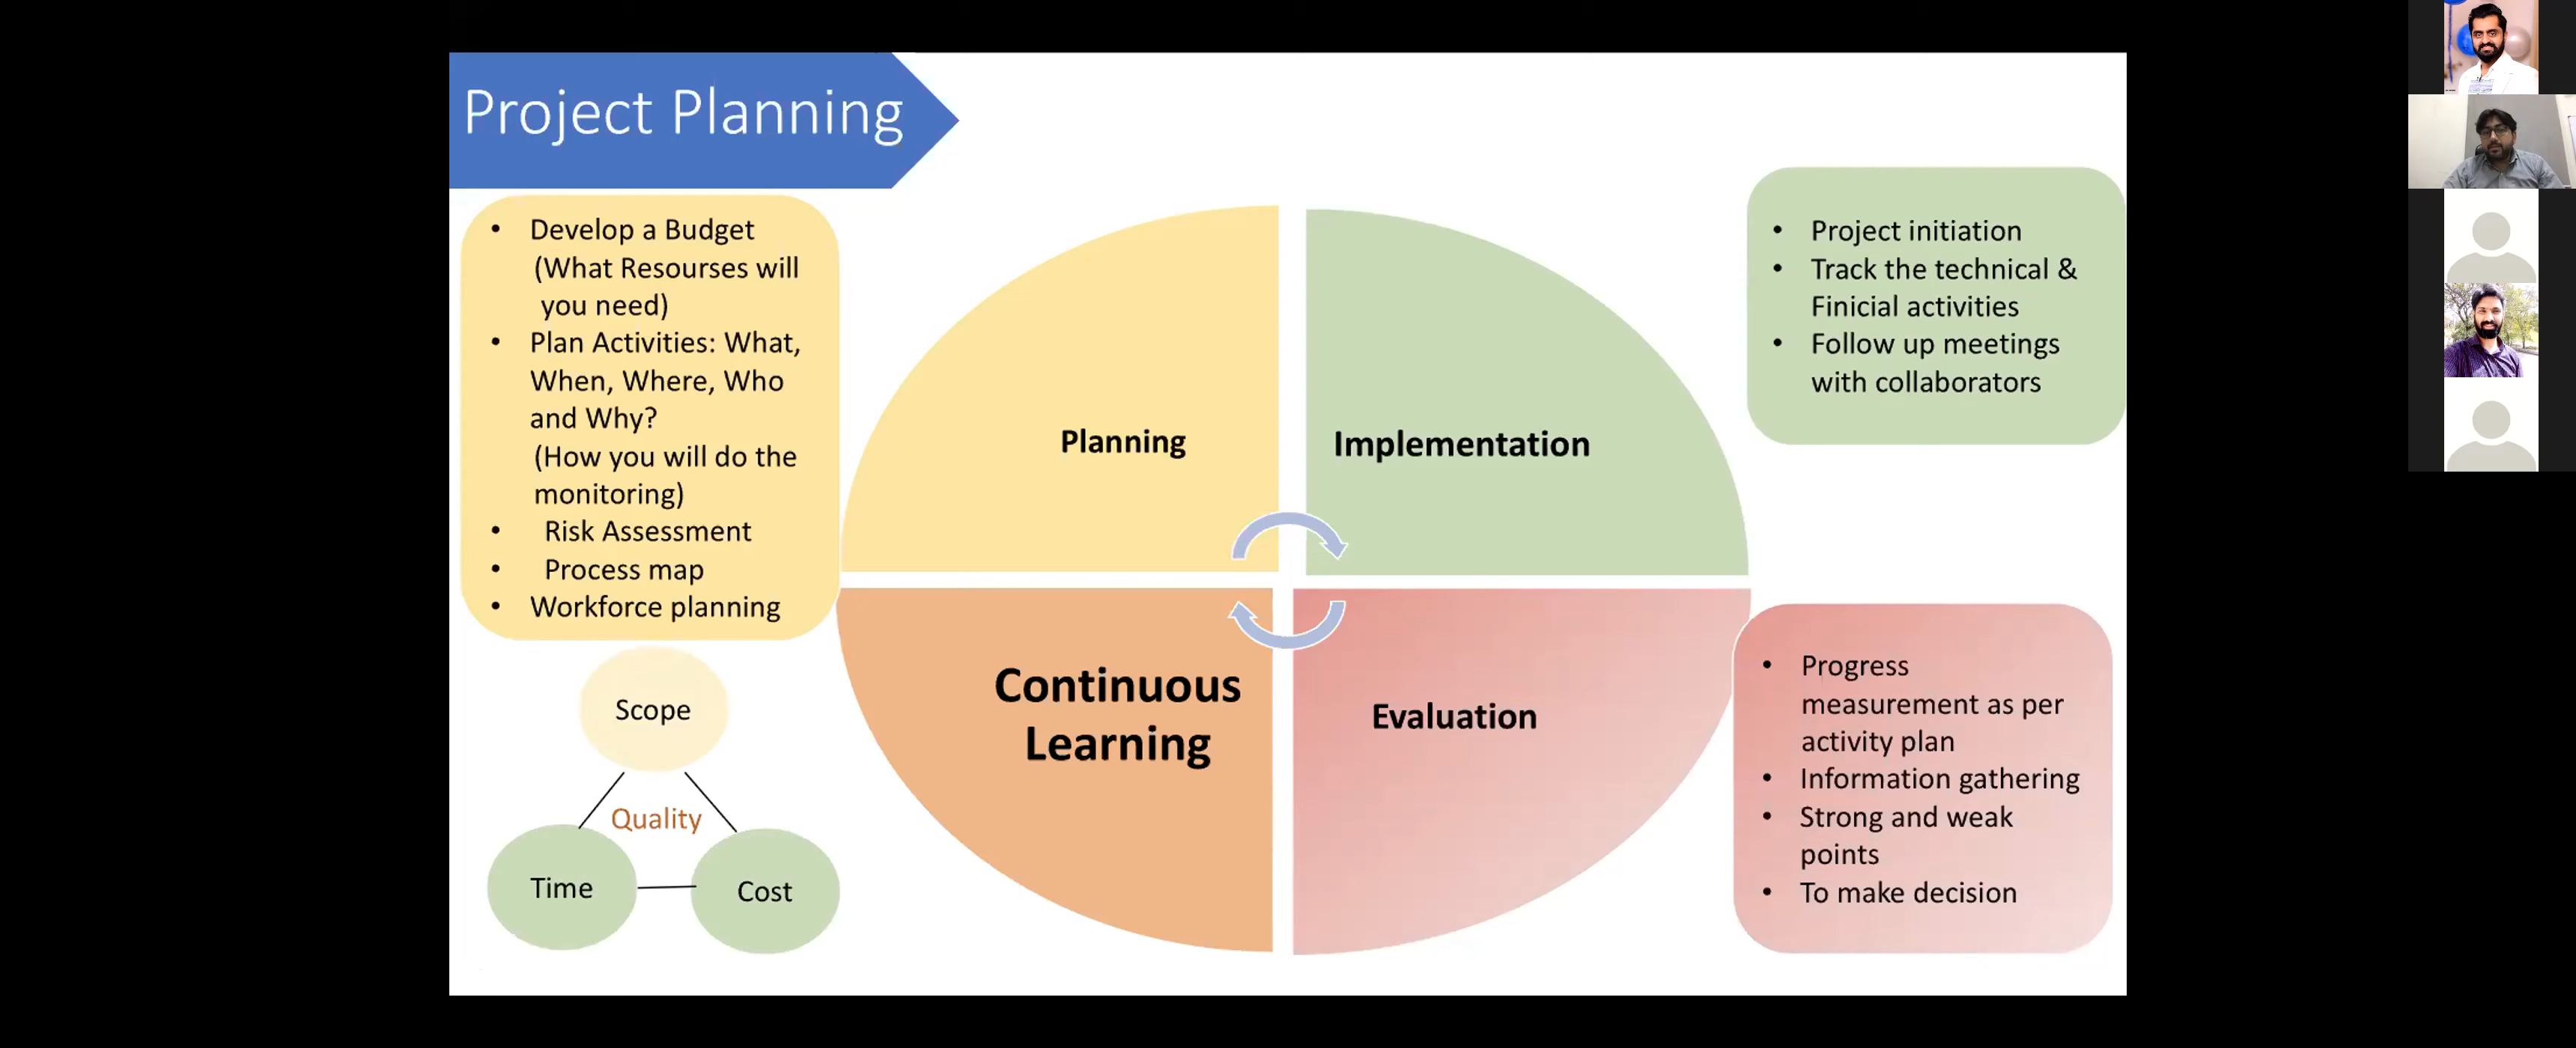 Project Planning
• Develop a Budget
(What Resourses will
you need)
• Plan Activities: What,
When, Where, Who
and Why?
(How you will do the
monitoring)
• Risk Assessment
• Process map
• Workforce planning
Scope
Quality
Time
Cost
Planning
Implementation
Continuous
Learning
Evaluation
• Project initiation
• Track the technical &
Finicial activities
• Follow up meetings
with collaborators
• Progress
measurement as per
activity plan
• Information gathering
• Strong and weak
points
• To make decision